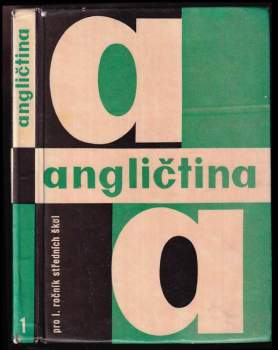 angličtina
1
a
angličtina
a
pro I. ročník středních škol